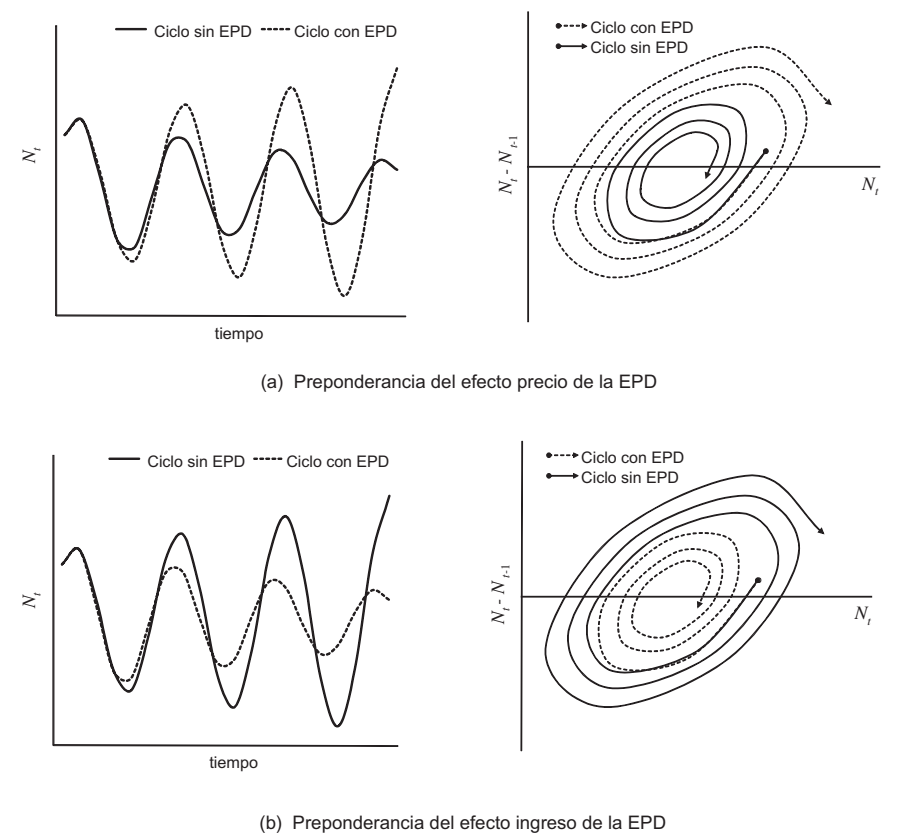 Ciclo sin EPD Ciclo con EPD
N_t
tiempo
Ciclo con EPD
Ciclo sin EPD
N_t - N_{t-1}
N_t
(a) Preponderancia del efecto precio de la EPD
Ciclo sin EPD Ciclo con EPD
N_t
tiempo
Ciclo con EPD
Ciclo sin EPD
N_t - N_{t-1}
N_t
(b) Preponderancia del efecto ingreso de la EPD